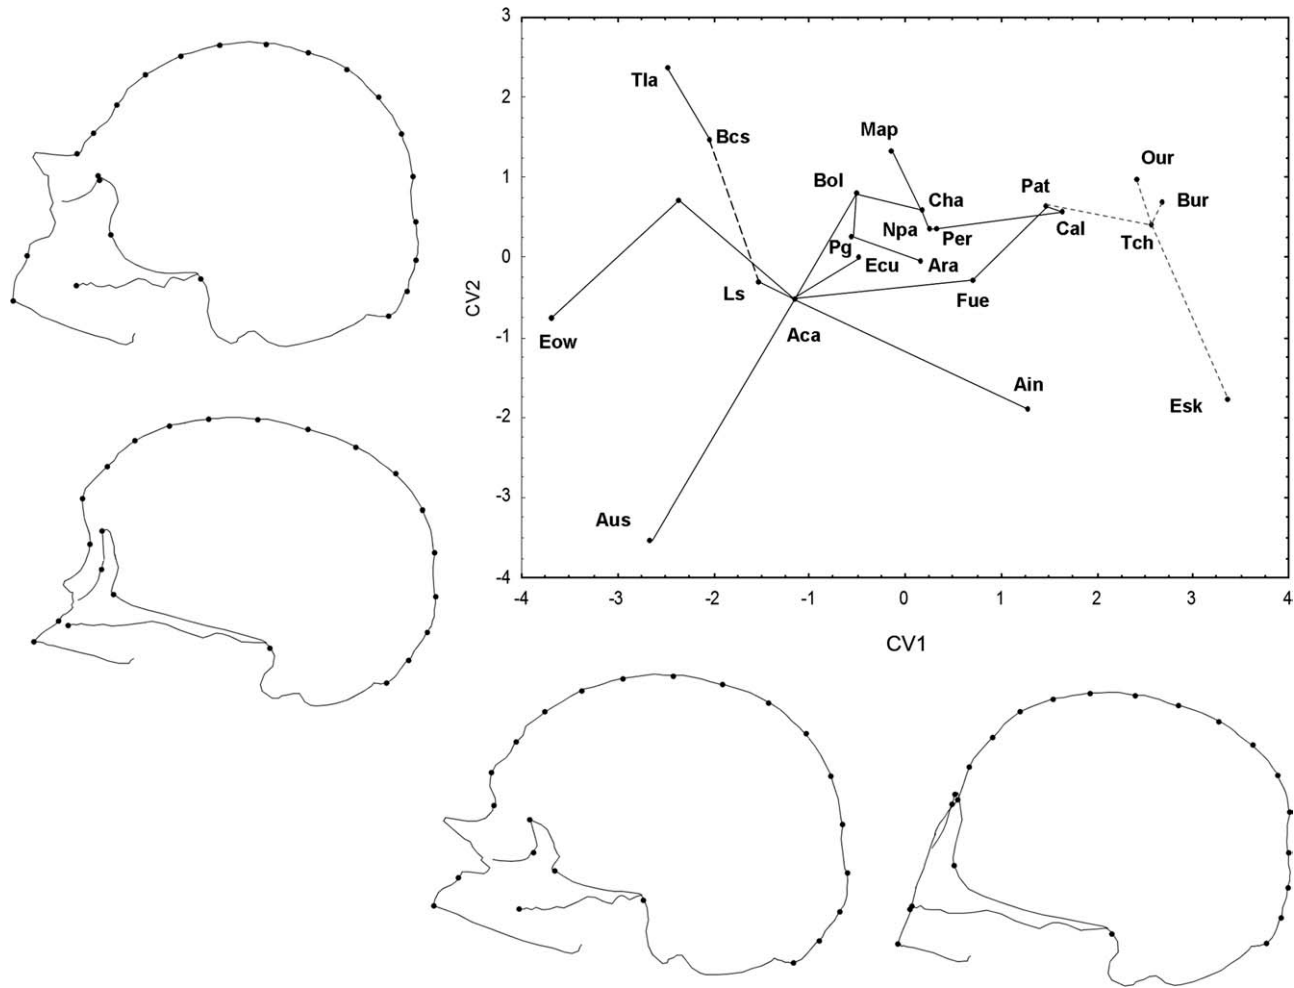 3
2
1
0
-1
-2
-3
-4
CV2
Tla
Bcs
Map
Our
Bol
Cha
Pat
Bur
Npa
Per
Cal
Tch
Pg
Ecu
Ara
Ls
Fue
Eow
Aca
Ain
Esk
Aus
-4 -3 -2 -1 0 1 2 3 4
CV1